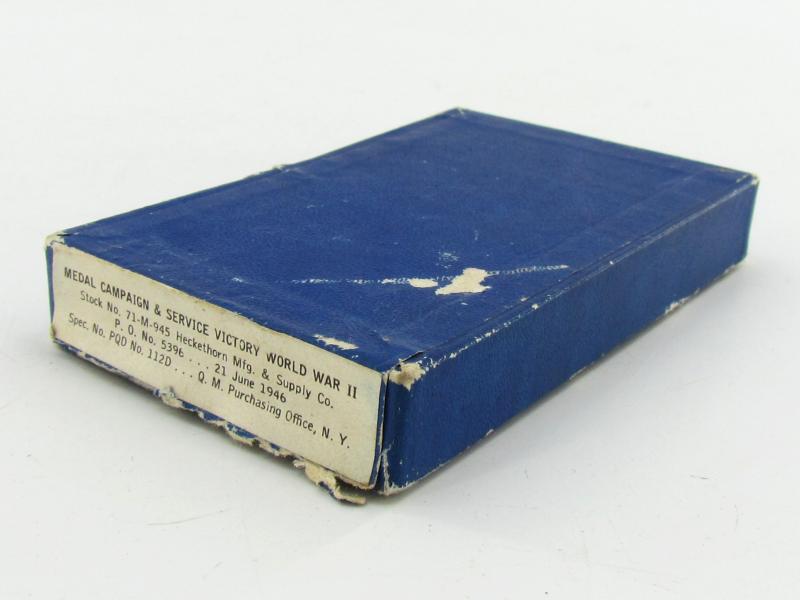 MEDAL CAMPAIGN & SERVICE VICTORY WORLD WAR II
Stock No. 71-M-945 Heckethorn Mfg. & Supply Co.
P. O. No. 5396 . . . 21 June 1946
Spec. No. PQD No. 112D . . . Q. M. Purchasing Office, N. Y.